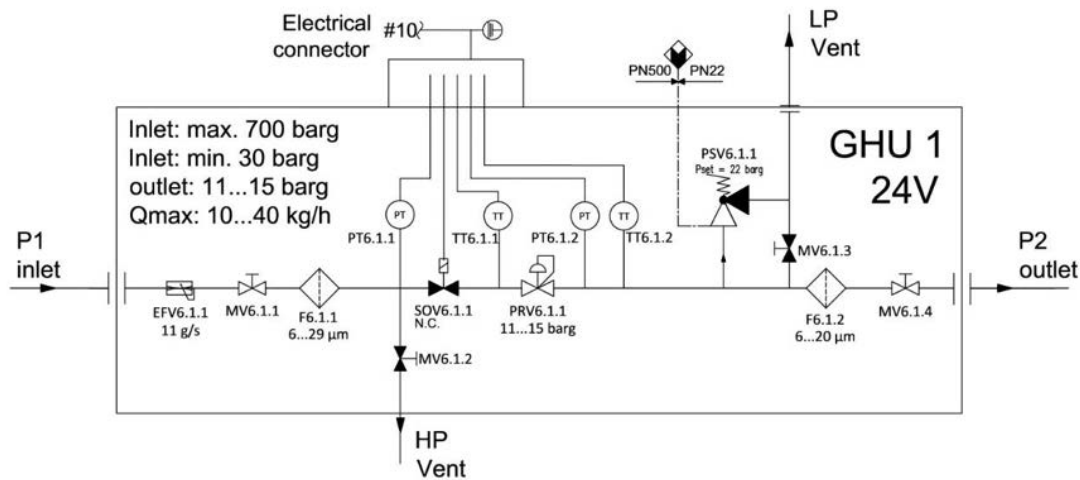 Electrical
connector
#10
LP
Vent
PN500
PN22
Inlet: max. 700 barg
Inlet: min. 30 barg
outlet: 11...15 barg
Qmax: 10...40 kg/h
PSV6.1.1
Pset = 22 barg
GHU 1
24V
PT
TT
PT
TT
PT6.1.1
TT6.1.1
PT6.1.2
TT6.1.2
MV6.1.3
P1
inlet
P2
outlet
EFV6.1.1
11 g/s
MV6.1.1
F6.1.1
6...29 µm
SOV6.1.1
N.C.
PRV6.1.1
11...15 barg
F6.1.2
6...20 µm
MV6.1.4
MV6.1.2
HP
Vent